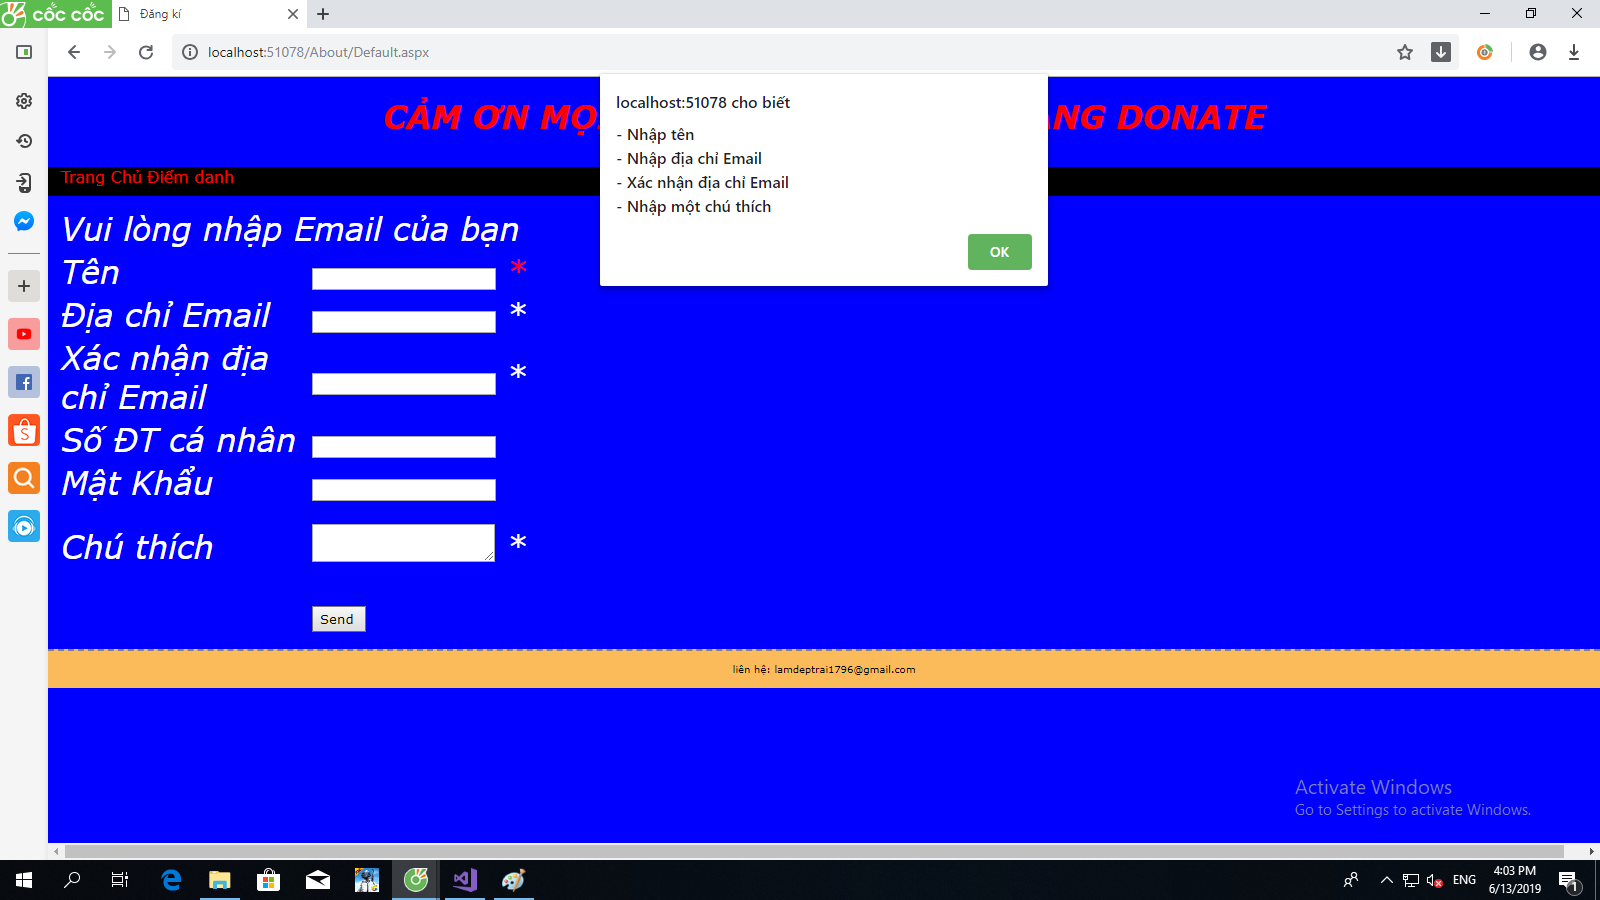 cốc cốc
Đăng kí
localhost:51078/About/Default.aspx
CẢM ƠN
DONATE
localhost:51078 cho biết
- Nhập tên
- Nhập địa chỉ Email
- Xác nhận địa chỉ Email
- Nhập một chú thích
OK
Trang Chủ Điểm danh
Vui lòng nhập Email của bạn
Tên *
Địa chỉ Email *
Xác nhận địa
chỉ Email *
Số ĐT cá nhân
Mật Khẩu
Chú thích *
Send
liên hệ: lamdeptrai1796@gmail.com
Activate Windows
Go to Settings to activate Windows.
ENG
4:03 PM
6/13/2019
1